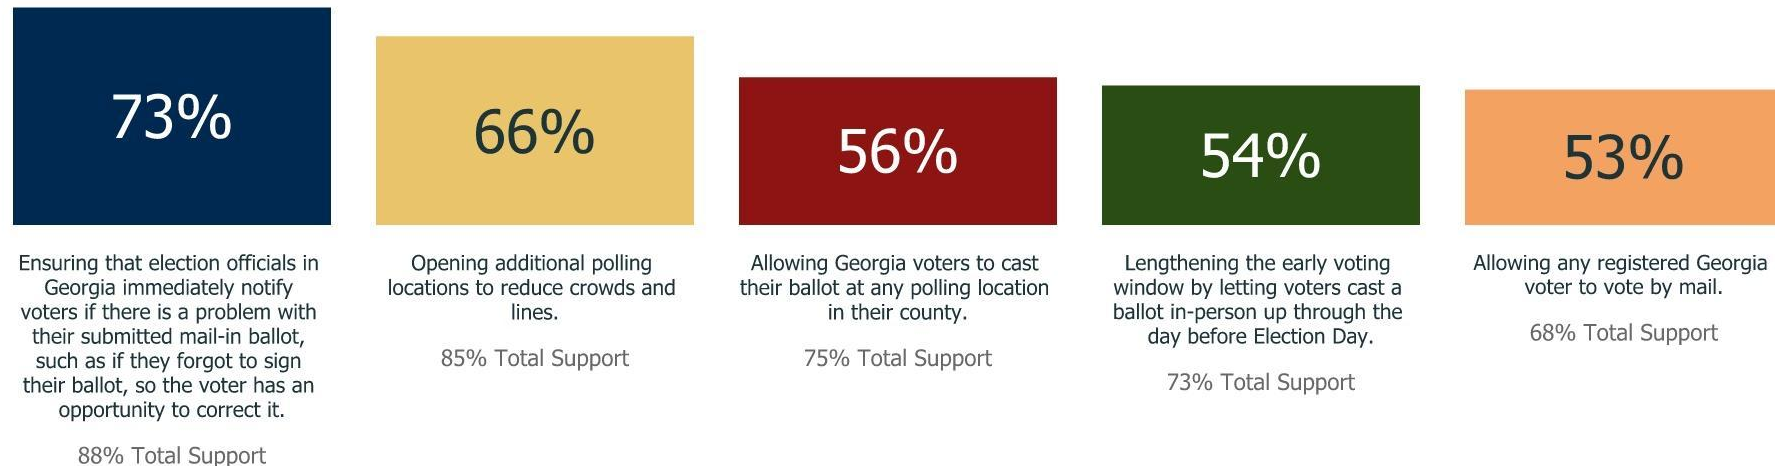 73%
Ensuring that election officials in
Georgia immediately notify
voters if there is a problem with
their submitted mail-in ballot,
such as if they forgot to sign
their ballot, so the voter has an
opportunity to correct it.
88% Total Support
66%
Opening additional polling
locations to reduce crowds and
lines.
85% Total Support
56%
Allowing Georgia voters to cast
their ballot at any polling location
in their county.
75% Total Support
54%
Lengthening the early voting
window by letting voters cast a
ballot in-person up through the
day before Election Day.
73% Total Support
53%
Allowing any registered Georgia
voter to vote by mail.
68% Total Support